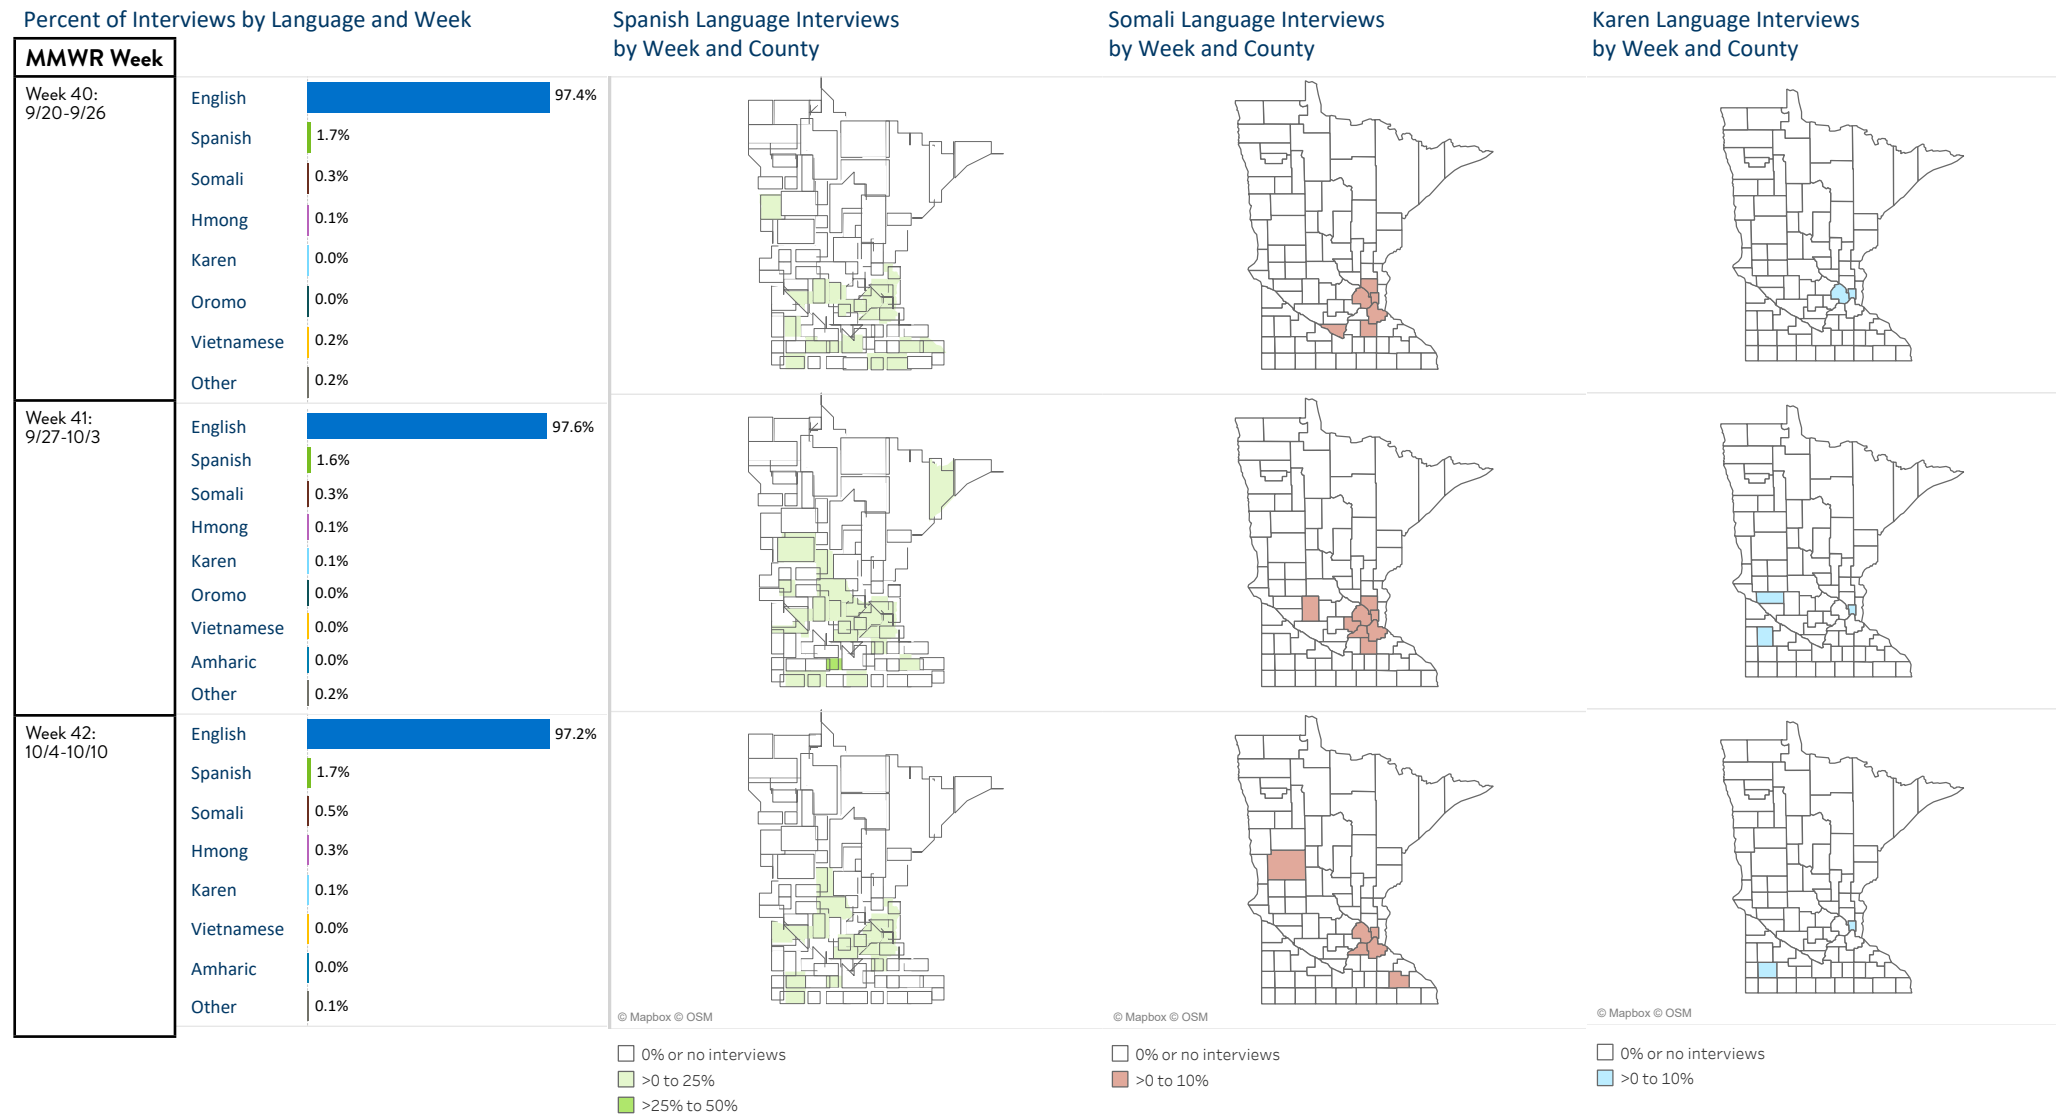 Percent of Interviews by Language and Week
MMWR Week
Week 40:
9/20-9/26
English 97.4%
Spanish 1.7%
Somali 0.3%
Hmong 0.1%
Karen 0.0%
Oromo 0.0%
Vietnamese 0.2%
Other 0.2%
Week 41:
9/27-10/3
English 97.6%
Spanish 1.6%
Somali 0.3%
Hmong 0.1%
Karen 0.1%
Oromo 0.0%
Vietnamese 0.0%
Amharic 0.0%
Other 0.2%
Week 42:
10/4-10/10
English 97.2%
Spanish 1.7%
Somali 0.5%
Hmong 0.3%
Karen 0.1%
Vietnamese 0.0%
Amharic 0.0%
Other 0.1%
Spanish Language Interviews
by Week and County
© Mapbox © OSM
0% or no interviews
>0 to 25%
>25% to 50%
Somali Language Interviews
by Week and County
© Mapbox © OSM
0% or no interviews
>0 to 10%
Karen Language Interviews
by Week and County
© Mapbox © OSM
0% or no interviews
>0 to 10%